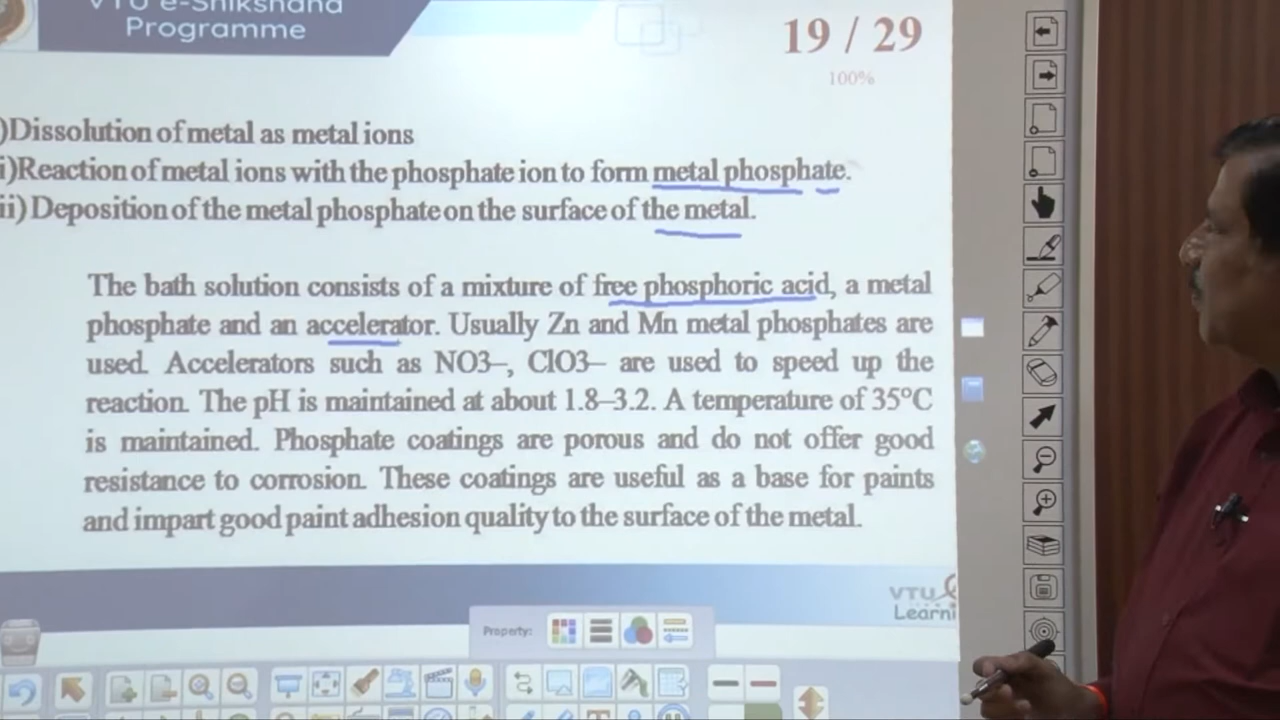 VTU e-Shikshana
Programme
19 / 29
100%
)Dissolution of metal as metal ions
i)Reaction of metal ions with the phosphate ion to form metal phosphate.
ii) Deposition of the metal phosphate on the surface of the metal.
The bath solution consists of a mixture of free phosphoric acid, a metal
phosphate and an accelerator. Usually Zn and Mn metal phosphates are
used. Accelerators such as NO3–, ClO3– are used to speed up the
reaction. The pH is maintained at about 1.8–3.2. A temperature of 35°C
is maintained. Phosphate coatings are porous and do not offer good
resistance to corrosion. These coatings are useful as a base for paints
and impart good paint adhesion quality to the surface of the metal.
VTU
Learni
Property: